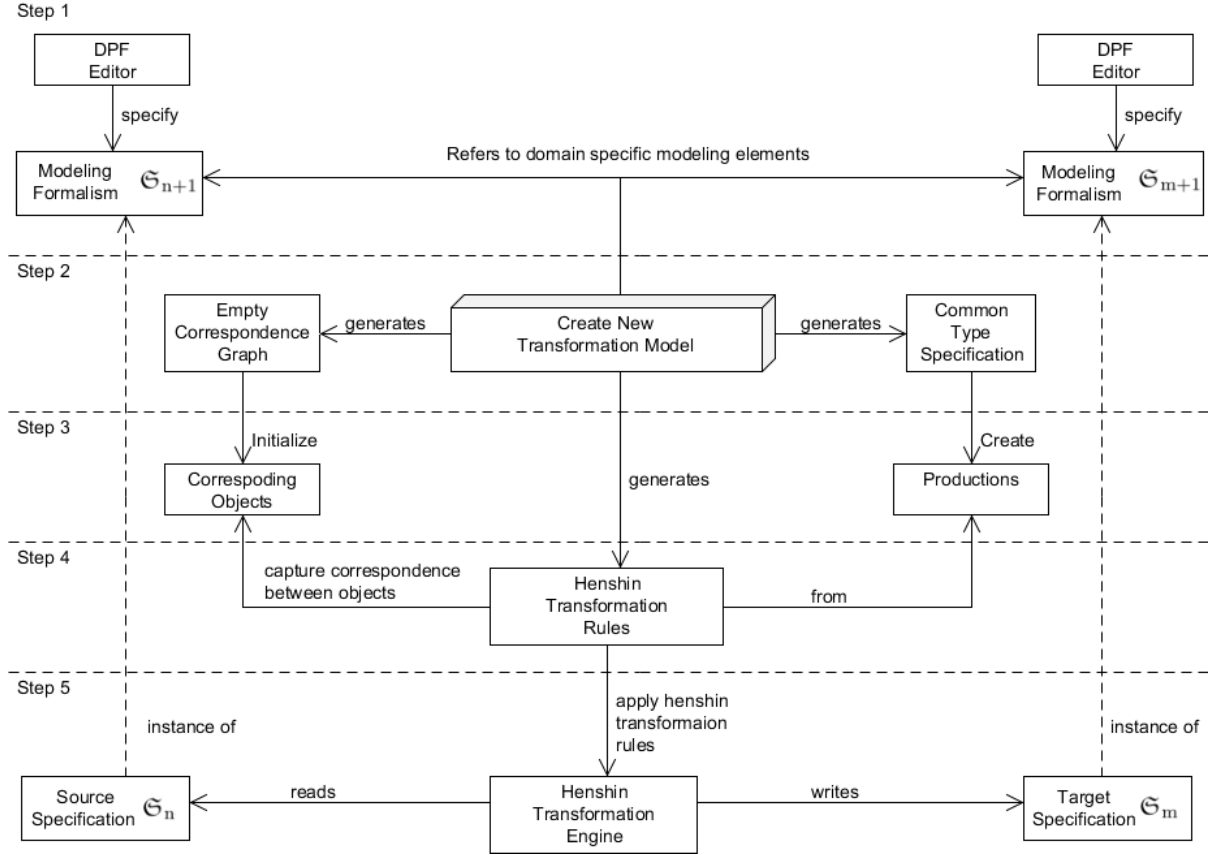 Step 1
DPF
Editor
DPF
Editor
specify
specify
Modeling
Formalism 𝔖n+1
Refers to domain specific modeling elements
Modeling
Formalism 𝔖m+1
Step 2
Empty
Correspondence
Graph
generates
Create New
Transformation Model
generates
Common
Type
Specification
Step 3
Initialize
Create
Correspoding
Objects
generates
Productions
Step 4
capture correspondence
between objects
Henshin
Transformation
Rules
from
Step 5
apply henshin
transformaion
rules
instance of
instance of
Source
Specification 𝔖n
reads
Henshin
Transformation
Engine
writes
Target
Specification 𝔖m